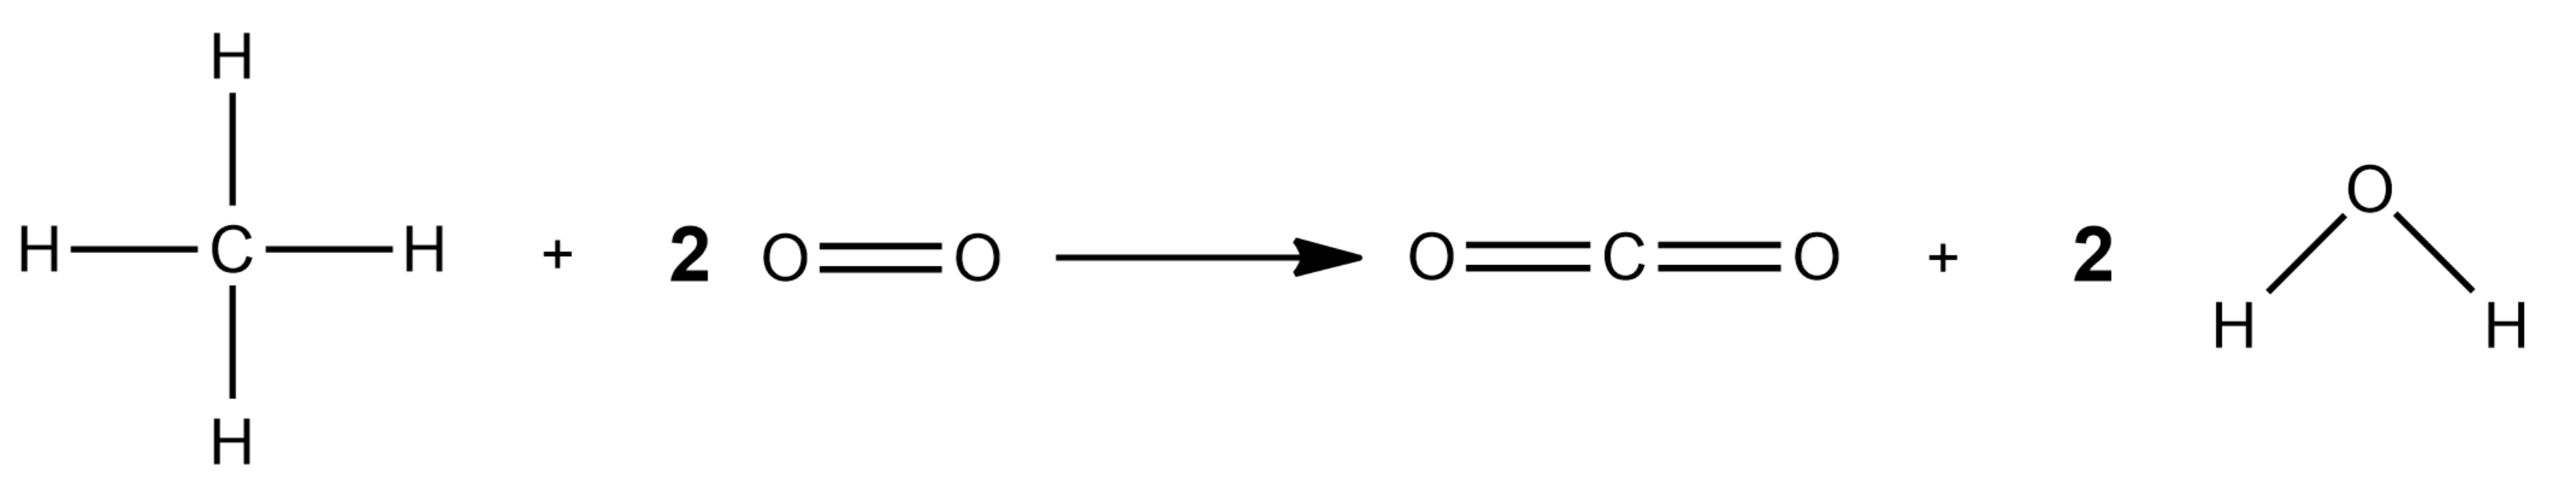 H
H C H + 2 O O O C O + 2 O
H H
H